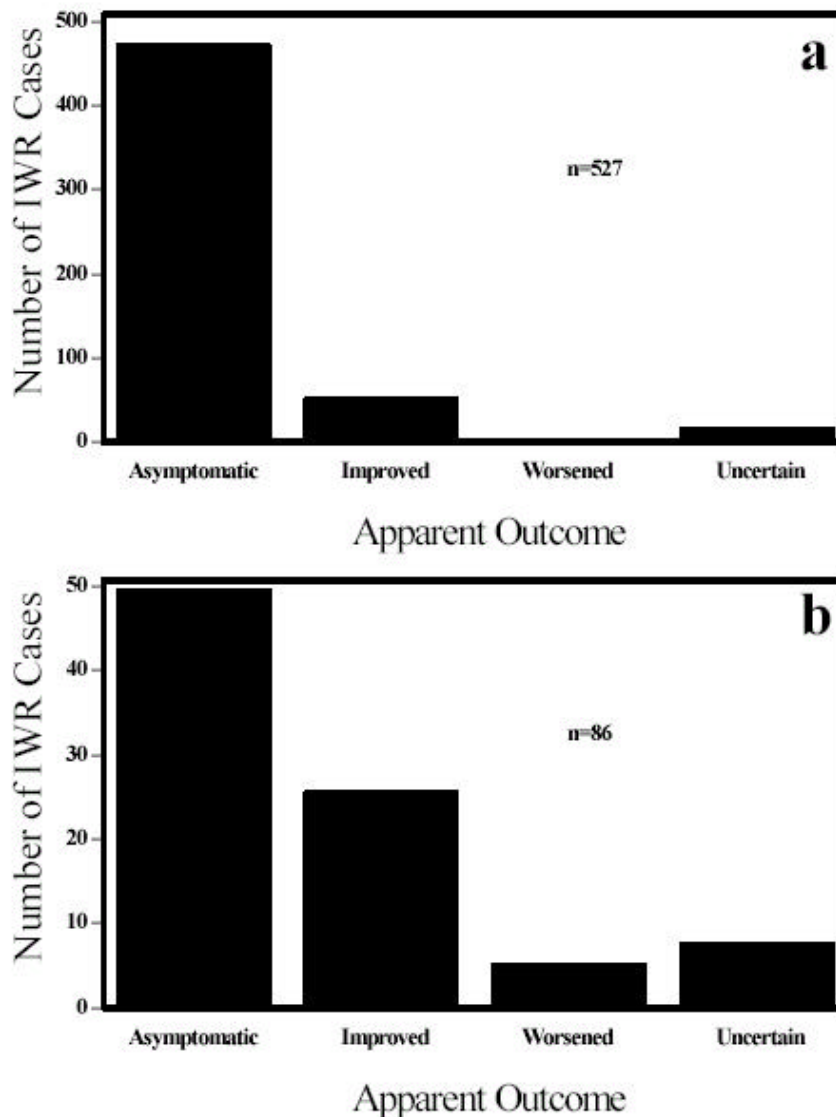 a
Number of IWR Cases
500
400
300
200
100
0
n=527
Asymptomatic Improved Worsened Uncertain
Apparent Outcome
b
Number of IWR Cases
50
40
30
20
10
0
n=86
Asymptomatic Improved Worsened Uncertain
Apparent Outcome